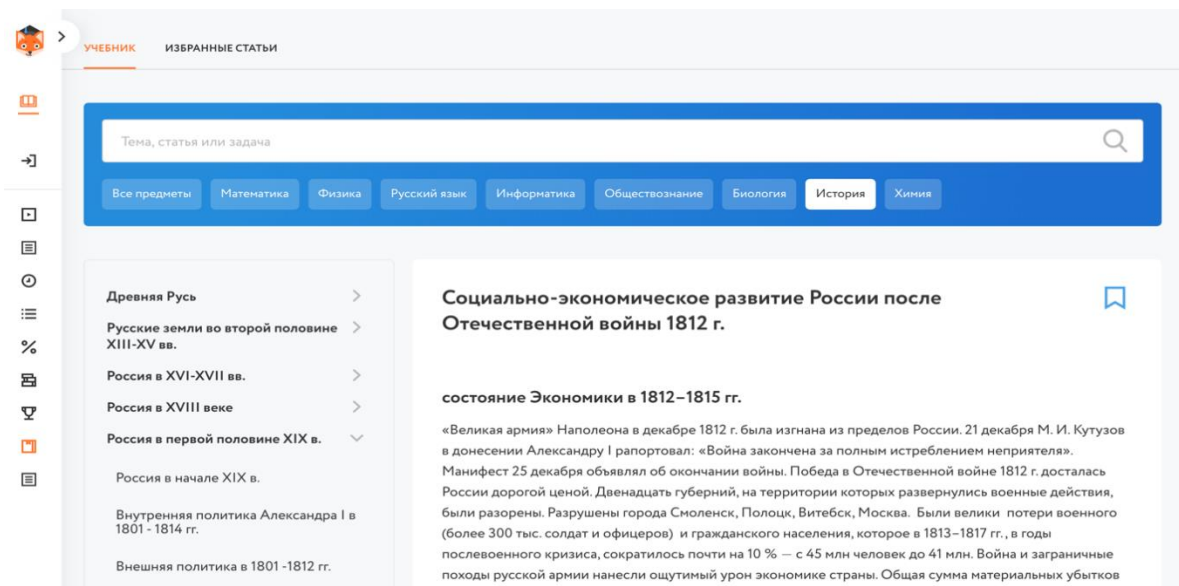 УЧЕБНИК
ИЗБРАННЫЕ СТАТЬИ
Тема, статья или задача
Все предметы
Математика
Физика
Русский язык
Информатика
Обществознание
Биология
История
Химия
Древняя Русь
Русские земли во второй половине
XIII-XV вв.
Россия в XVI-XVII вв.
Россия в XVIII веке
Россия в первой половине XIX в.
Россия в начале XIX в.
Внутренняя политика Александра I в
1801 - 1814 гг.
Внешняя политика в 1801 -1812 гг.
Социально-экономическое развитие России после
Отечественной войны 1812 г.
состояние Экономики в 1812–1815 гг.
«Великая армия» Наполеона в декабре 1812 г. была изгнана из пределов России. 21 декабря М. И. Кутузов
в донесении Александру I рапортовал: «Война закончена за полным истреблением неприятеля».
Манифест 25 декабря объявлял об окончании войны. Победа в Отечественной войне 1812 г. досталась
России дорогой ценой. Двенадцать губерний, на территории которых развернулись военные действия,
были разорены. Разрушены города Смоленск, Полоцк, Витебск, Москва. Были велики потери военного
(более 300 тыс. солдат и офицеров) и гражданского населения, которое в 1813–1817 гг., в годы
послевоенного кризиса, сократилось почти на 10 % — с 45 млн человек до 41 млн. Война и заграничные
походы русской армии нанесли ощутимый урон экономике страны. Общая сумма материальных убытков